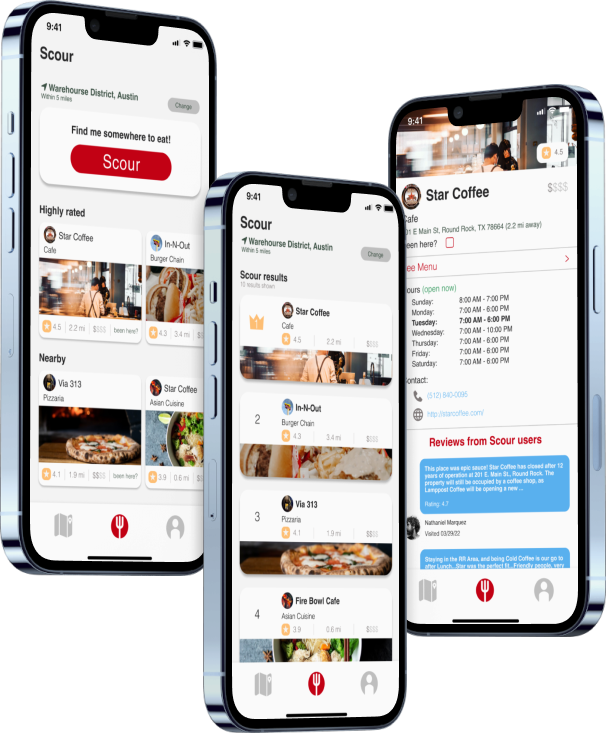 9:41
Scour
Warehourse District, Austin
Within 5 miles
Change
Find me somewhere to eat!
Scour
Highly rated
Star Coffee
Cafe
4.5 2.2 mi $$$$ been here?
In-N-Out
Burger Chain
4.3 3.4 mi
Nearby
Via 313
Pizzaria
4.1 1.9 mi $$$$ been here?
Star Coffee
Asian Cuisine
3.9 0.6 mi
9:41
Scour
Warehourse District, Austin
Within 5 miles
Change
Scour results
10 results shown
Star Coffee
Cafe
4.5 2.2 mi $$$$
2
In-N-Out
Burger Chain
4.3 3.4 mi $$$$
3
Via 313
Pizzaria
4.1 1.9 mi $$$$
4
Fire Bowl Cafe
Asian Cuisine
3.9 0.6 mi $$$$
9:41
4.5
Star Coffee
$$$$
Cafe
01 E Main St, Round Rock, TX 78664 (2.2 mi away)
een here?
ee Menu
ours (open now)
Sunday: 8:00 AM - 7:00 PM
Monday: 7:00 AM - 6:00 PM
Tuesday: 7:00 AM - 6:00 PM
Wednesday: 7:00 AM - 10:00 PM
Thursday: 7:00 AM - 6:00 PM
Friday: 7:00 AM - 6:00 PM
Saturday: 7:00 AM - 6:00 PM
ontact:
(512) 840-0095
http://starcoffee.com/
Reviews from Scour users
This place was epic sauce! Star Coffee has closed after 12
years of operation at 201 E. Main St., Round Rock. The
property will still be occupied by a coffee shop, as
Lamppost Coffee will be opening a new ...
Rating: 4.7
Nathaniel Marquez
Visited 03/29/22
Staying in the RR Area, and being Cold Coffee is our go to
after Lunch...Star was the perfect fit...Friendly people, very